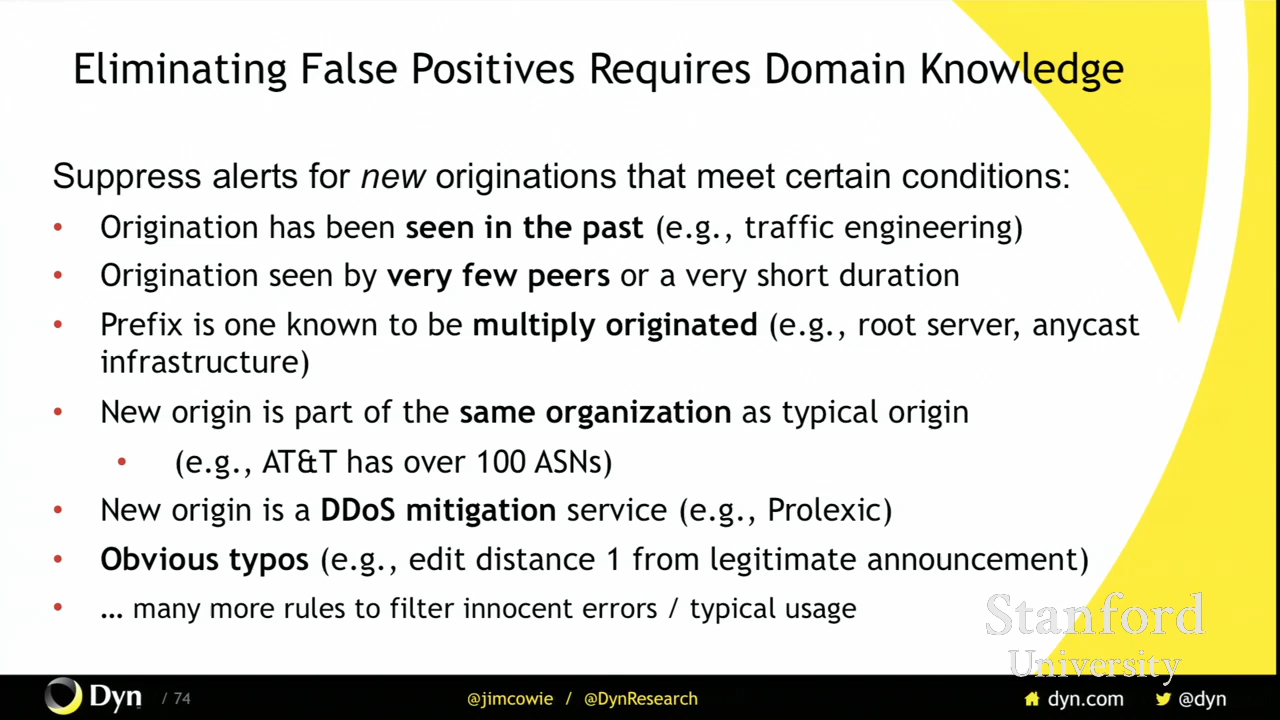 Eliminating False Positives Requires Domain Knowledge
Suppress alerts for new originations that meet certain conditions:
• Origination has been seen in the past (e.g., traffic engineering)
• Origination seen by very few peers or a very short duration
• Prefix is one known to be multiply originated (e.g., root server, anycast
infrastructure)
• New origin is part of the same organization as typical origin
• (e.g., AT&T has over 100 ASNs)
• New origin is a DDoS mitigation service (e.g., Prolexic)
• Obvious typos (e.g., edit distance 1 from legitimate announcement)
• … many more rules to filter innocent errors / typical usage
Stanford
University
Dyn / 74 @jimcowie / @DynResearch dyn.com @dyn